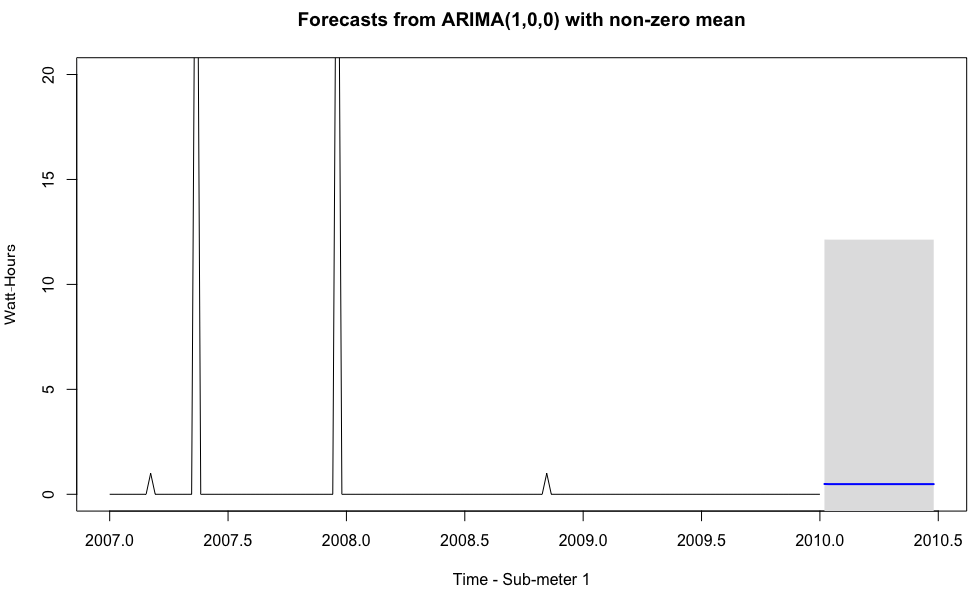 Forecasts from ARIMA(1,0,0) with non-zero mean
Watt-Hours
20
15
10
5
0
2007.0 2007.5 2008.0 2008.5 2009.0 2009.5 2010.0 2010.5
Time - Sub-meter 1